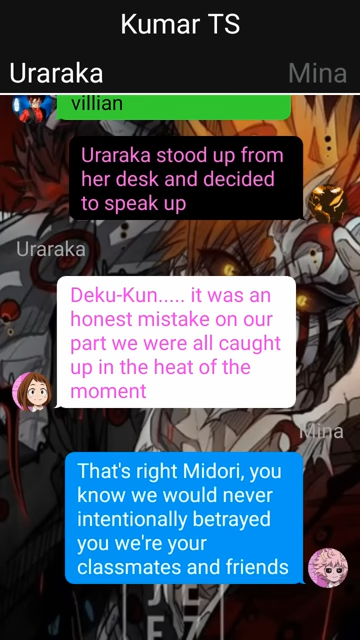 Kumar TS
Uraraka
Mina
villian
Uraraka stood up from
her desk and decided
to speak up
Uraraka
Deku-Kun..... it was an
honest mistake on our
part we were all caught
up in the heat of the
moment
Mina
That's right Midori, you
know we would never
intentionally betrayed
you we're your
classmates and friends